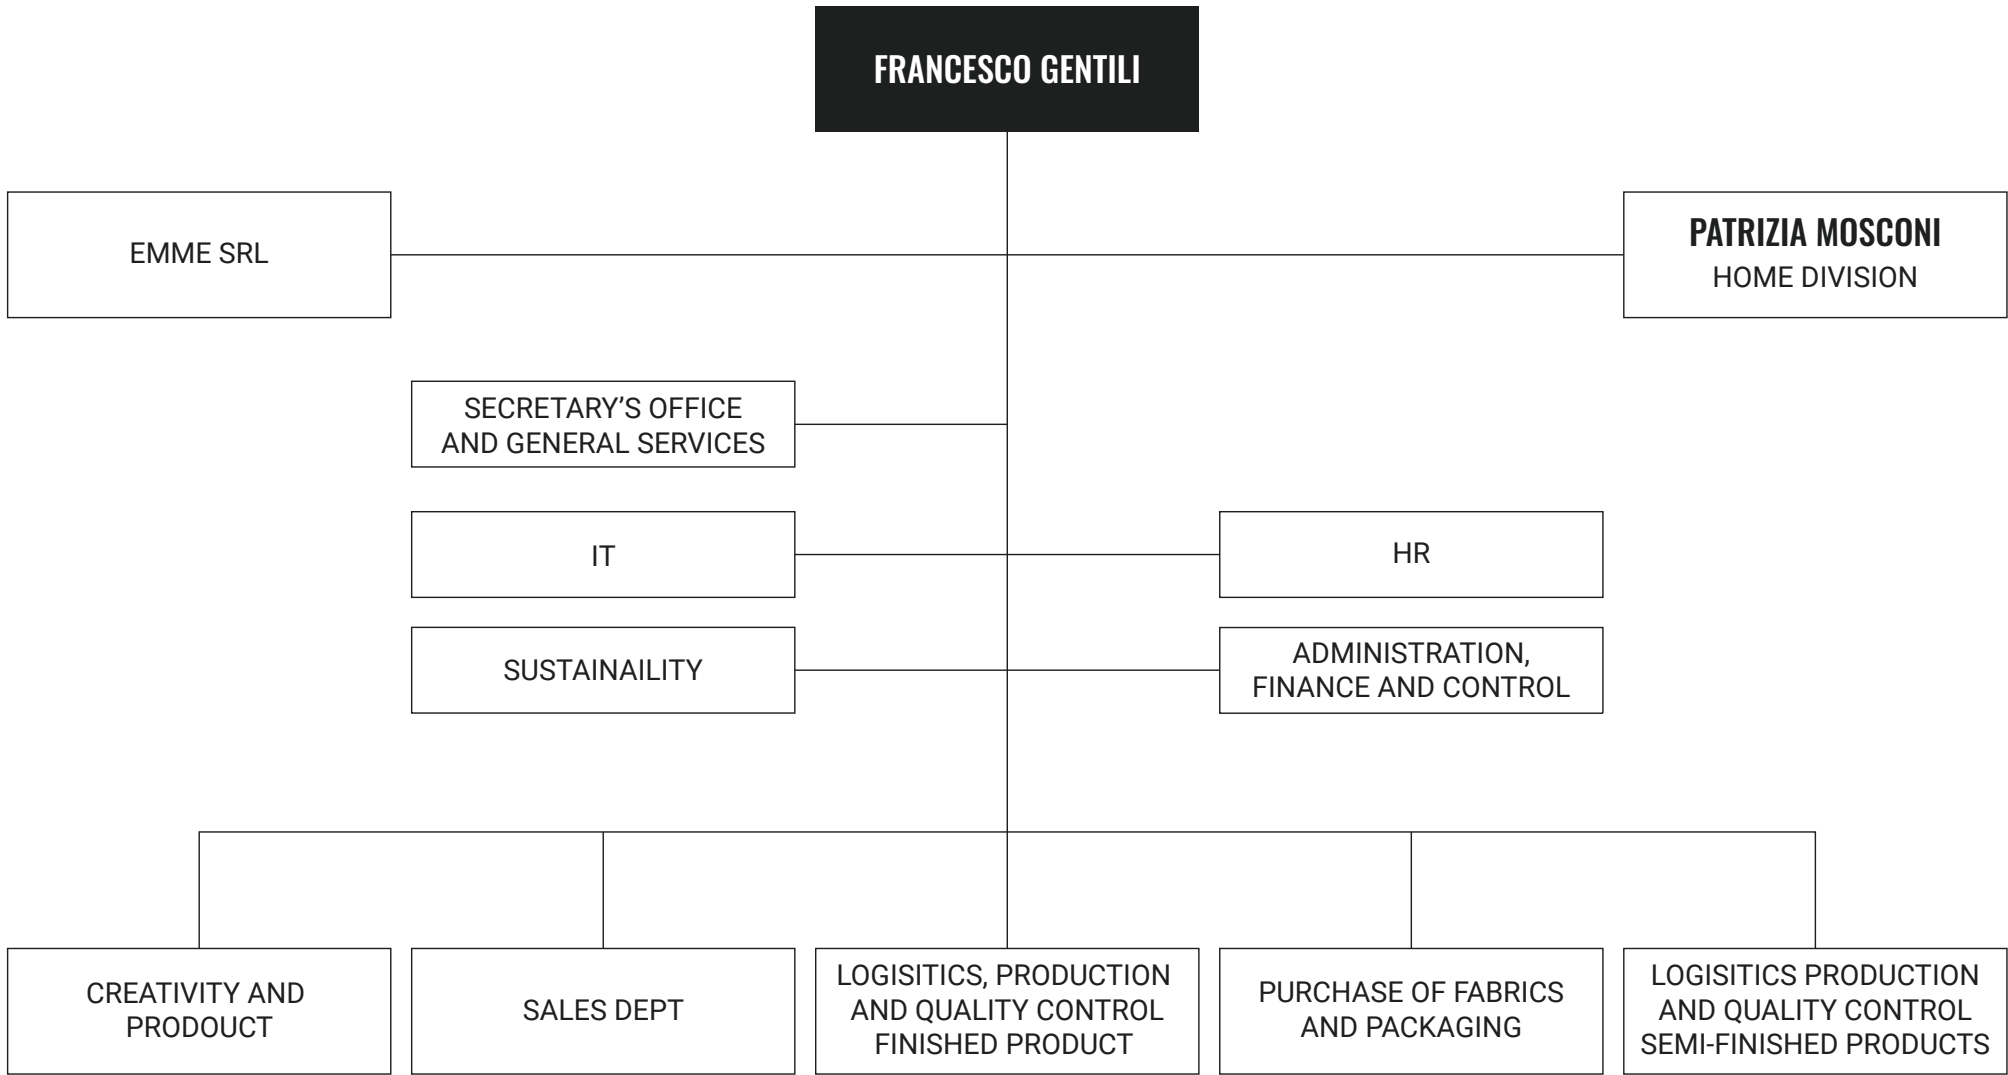 FRANCESCO GENTILI
EMME SRL
PATRIZIA MOSCONI
HOME DIVISION
SECRETARY’S OFFICE
AND GENERAL SERVICES
IT
HR
SUSTAINAILITY
ADMINISTRATION,
FINANCE AND CONTROL
CREATIVITY AND
PRODOUCT
SALES DEPT
LOGISITICS, PRODUCTION
AND QUALITY CONTROL
FINISHED PRODUCT
PURCHASE OF FABRICS
AND PACKAGING
LOGISITICS PRODUCTION
AND QUALITY CONTROL
SEMI-FINISHED PRODUCTS